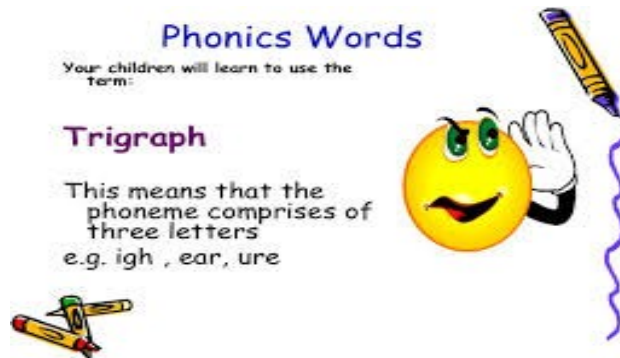 Phonics Words
Your children will learn to use the
term:
Trigraph
This means that the
phoneme comprises of
three letters
e.g. igh , ear, ure